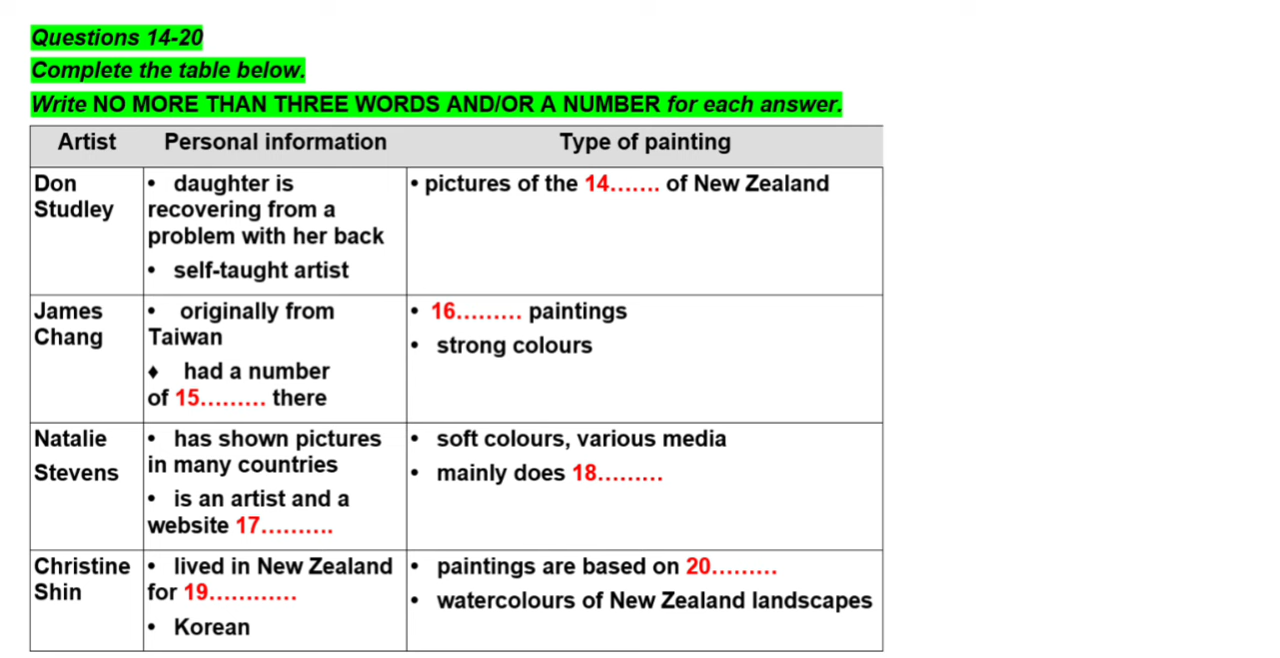 Questions 14-20
Complete the table below.
Write NO MORE THAN THREE WORDS AND/OR A NUMBER for each answer.
Artist Personal information Type of painting
Don
Studley
• daughter is
recovering from a
problem with her back
• self-taught artist
• pictures of the 14....... of New Zealand
James
Chang
• originally from
Taiwan
♦ had a number
of 15......... there
• 16......... paintings
• strong colours
Natalie
Stevens
• has shown pictures
in many countries
• is an artist and a
website 17..........
• soft colours, various media
• mainly does 18.........
Christine
Shin
• lived in New Zealand
for 19............
• Korean
• paintings are based on 20.........
• watercolours of New Zealand landscapes